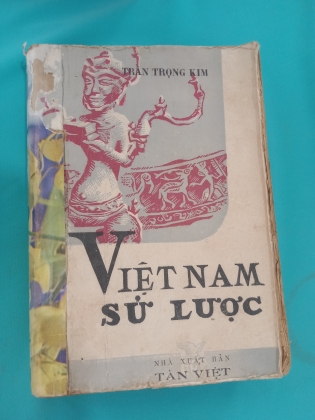 TRẦN TRỌNG KIM
VIỆT NAM
SỬ LƯỢC
NHÀ XUẤT BẢN
TÂN VIỆT